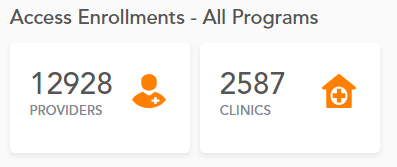 Access Enrollments - All Programs
12928
PROVIDERS
2587
CLINICS